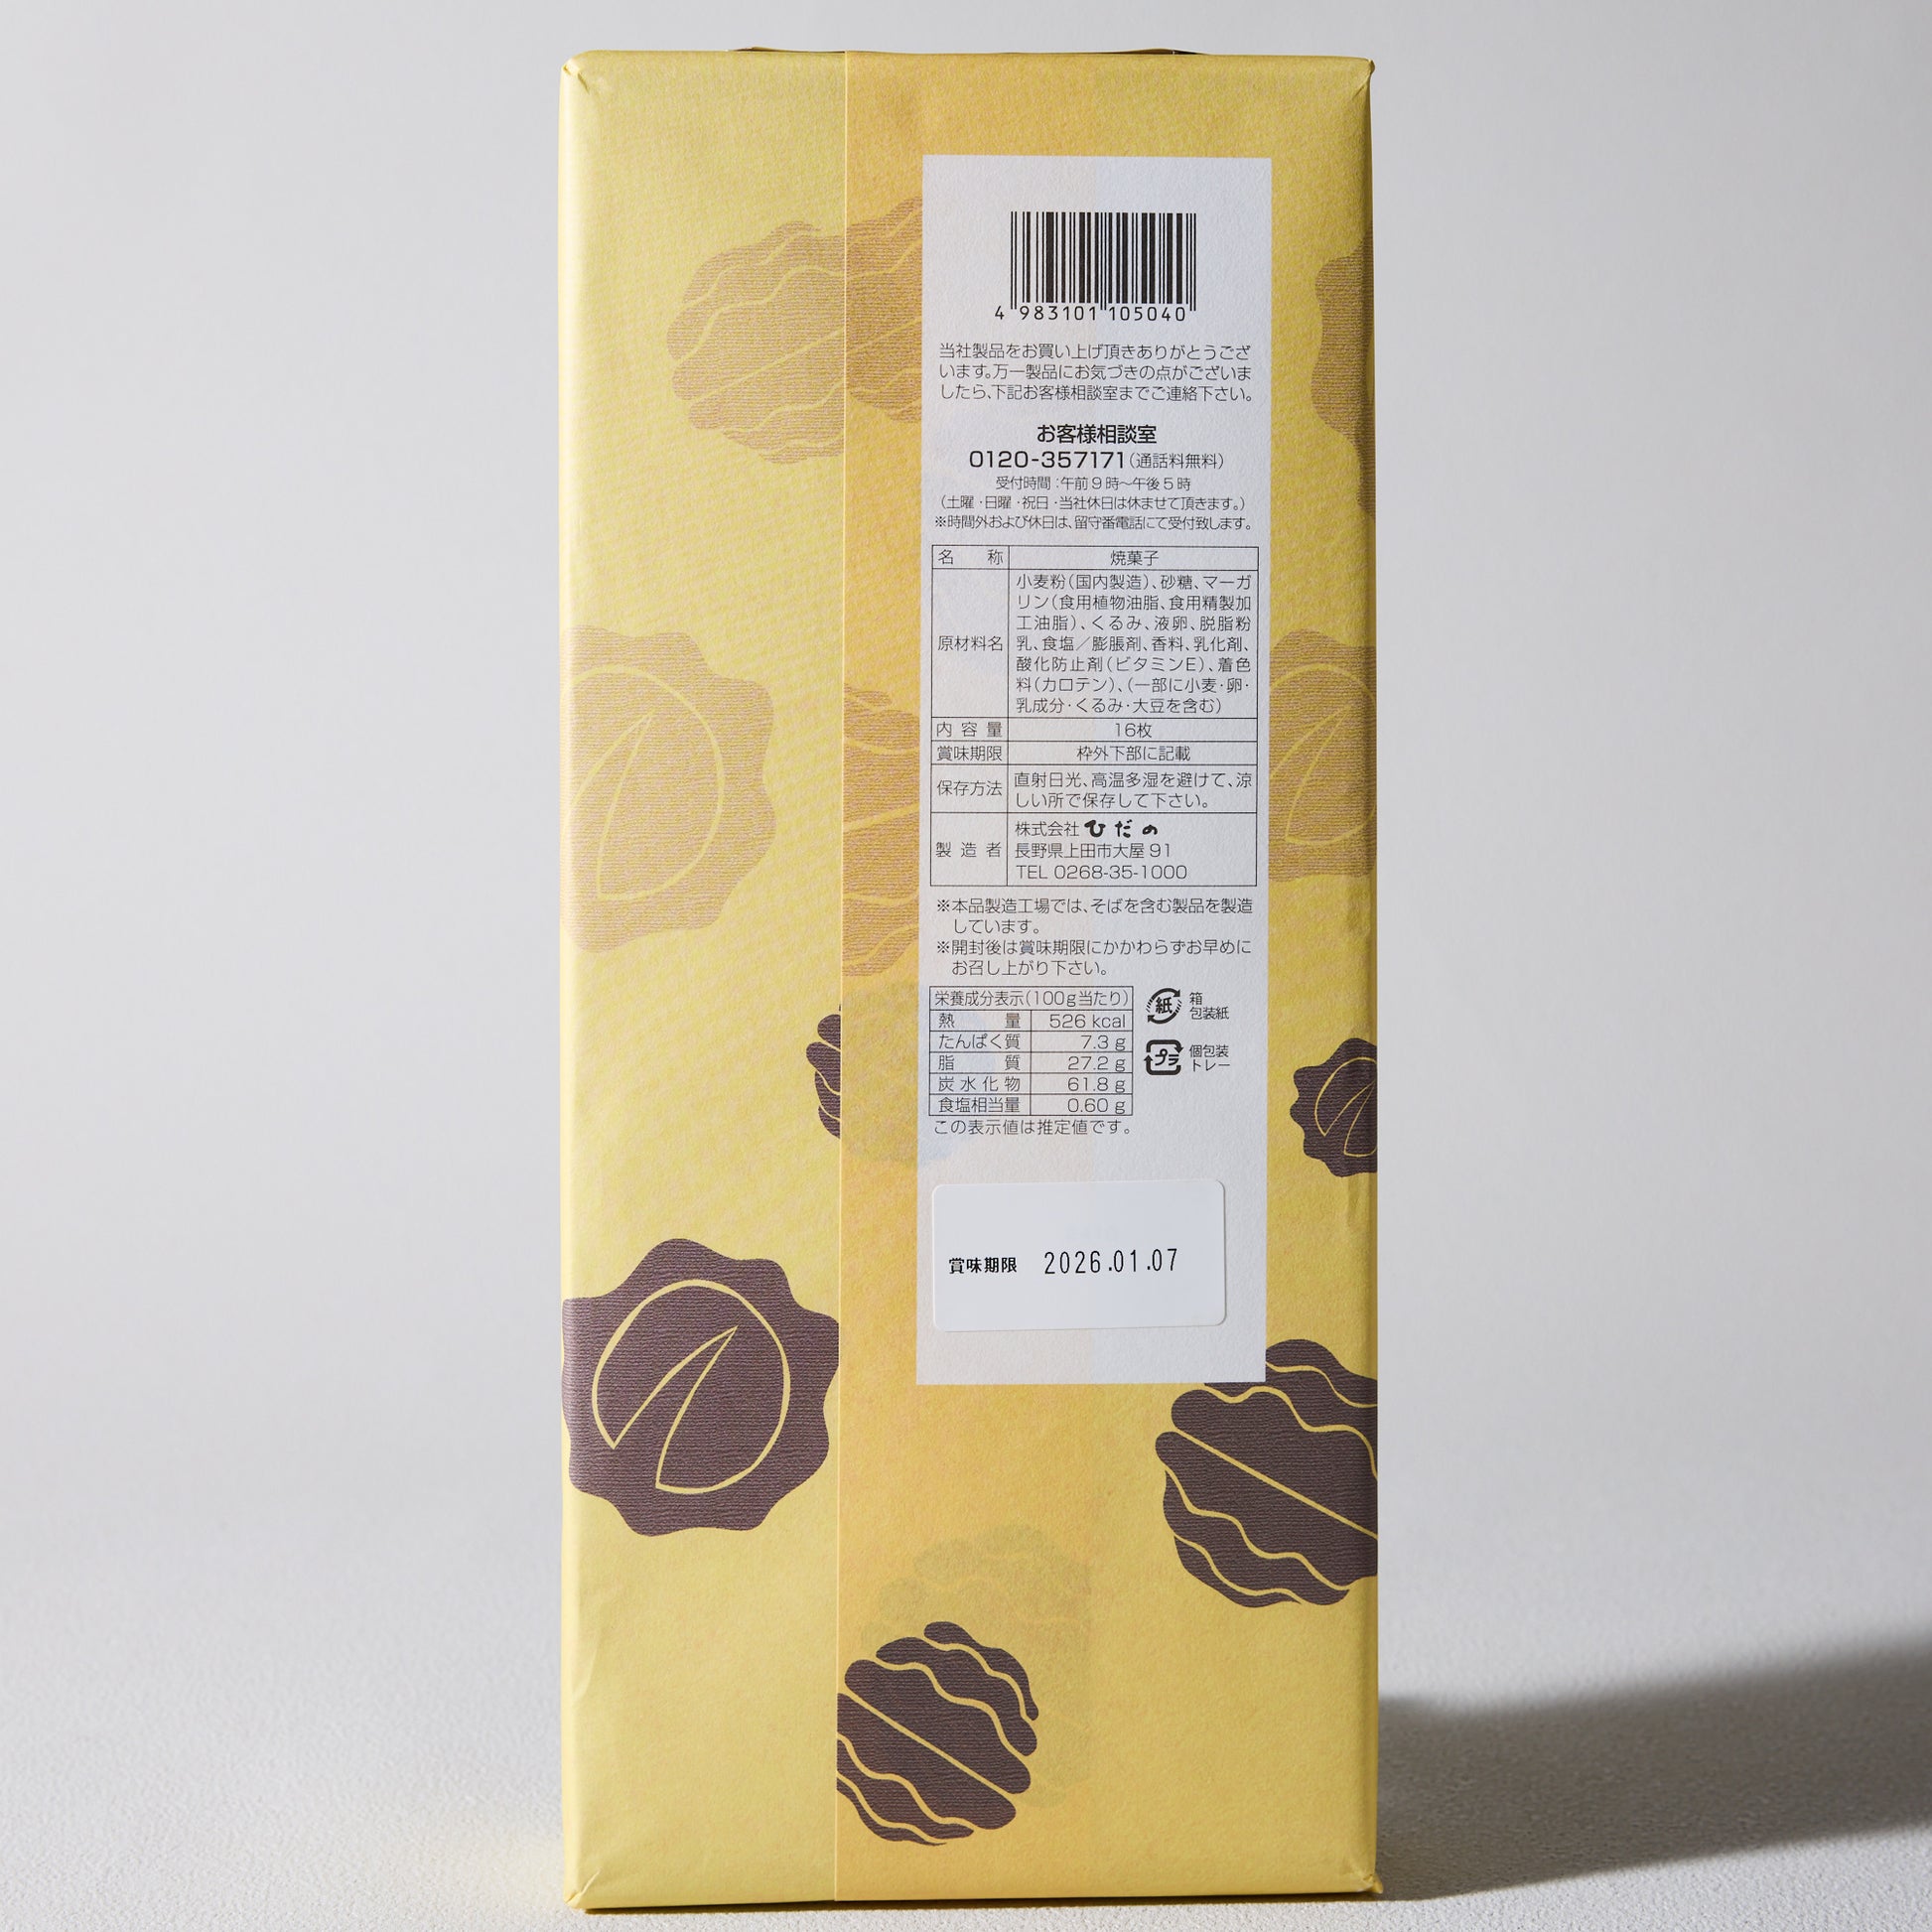 4 983101 105040
当社製品をお買い上げ頂きありがとうござ
います。万一製品にお気づきの点がございま
したら、下記お客様相談室までご連絡下さい。
お客様相談室
0120-357171(通話料無料)
受付時間:午前9時〜午後5時
(土曜・日曜・祝日・当社休日は休ませて頂きます。)
※時間外および休日は、留守番電話にて受付致します。
名称 焼菓子
原材料名 小麦粉(国内製造)、砂糖、マーガ
リン(食用植物油脂、食用精製加
工油脂)、くるみ、液卵、脱脂粉
乳、食塩/膨脹剤、香料、乳化剤、
酸化防止剤(ビタミンE)、着色
料(カロテン)、(一部に小麦・卵・
乳成分・くるみ・大豆を含む)
内容量 16枚
賞味期限 枠外下部に記載
保存方法 直射日光、高温多湿を避けて、涼
しい所で保存して下さい。
製造者 株式会社ひだの
長野県上田市大屋91
TEL 0268-35-1000
※本品製造工場では、そばを含む製品を製造
しています。
※開封後は賞味期限にかかわらずお早めに
お召し上がり下さい。
栄養成分表示(100g当たり)
熱量 526 kcal
たんぱく質 7.3 g
脂質 27.2 g
炭水化物 61.8 g
食塩相当量 0.60 g
この表示値は推定値です。
紙 箱
包装紙
プラ 個包装
トレー
賞味期限 2026.01.07